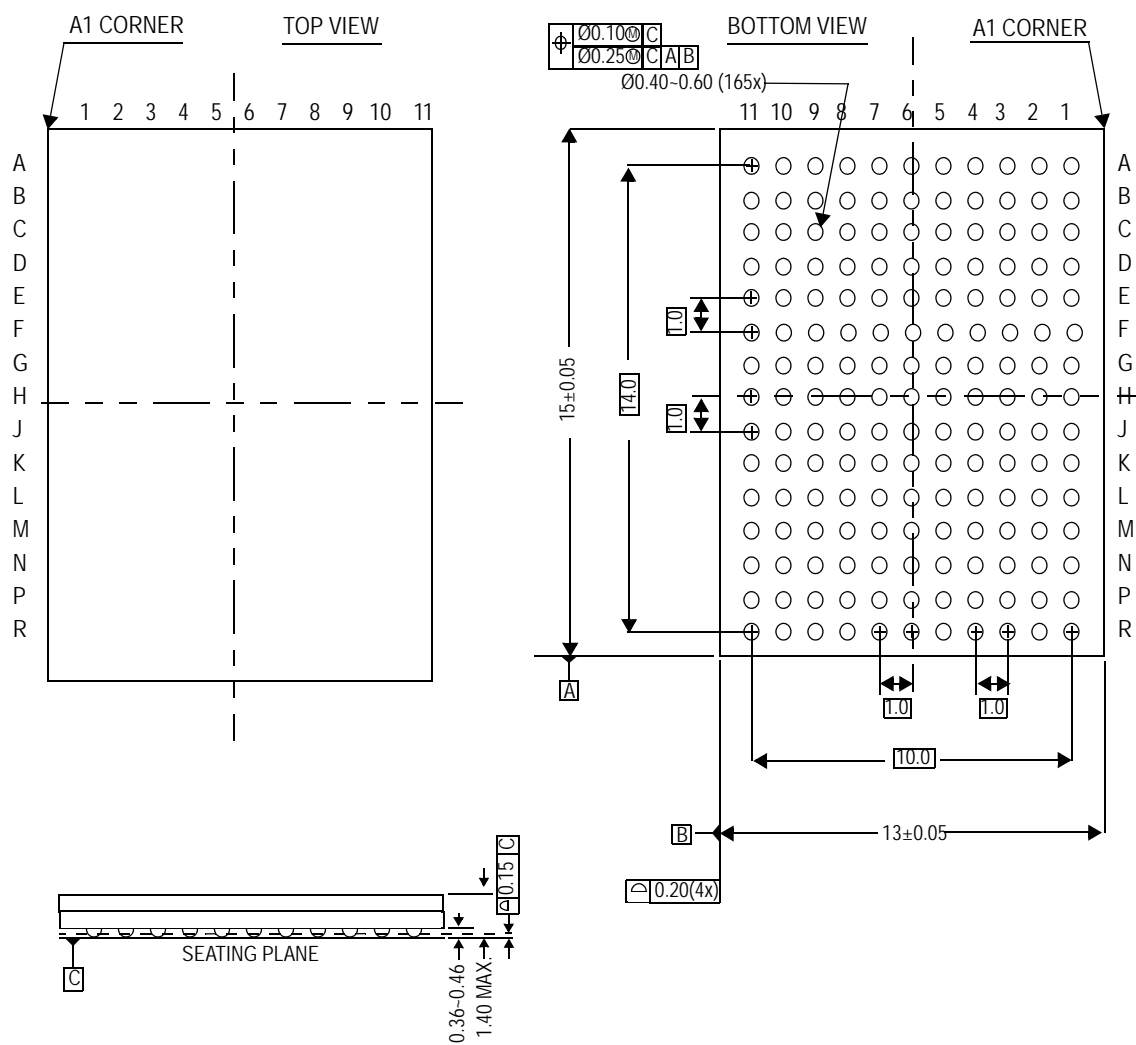 A1 CORNER
TOP VIEW
1 2 3 4 5 6 7 8 9 10 11
A
B
C
D
E
F
G
H
J
K
L
M
N
P
R
Ø0.10Ⓜ C
Ø0.25Ⓜ C A B
BOTTOM VIEW
A1 CORNER
Ø0.40~0.60 (165x)
11 10 9 8 7 6 5 4 3 2 1
A
B
C
D
E
F
G
H
J
K
L
M
N
P
R
15±0.05
14.0
1.0
1.0
A
1.0
1.0
10.0
B
13±0.05
0.20(4x)
0.15 C
SEATING PLANE
C
0.36~0.46
1.40 MAX.